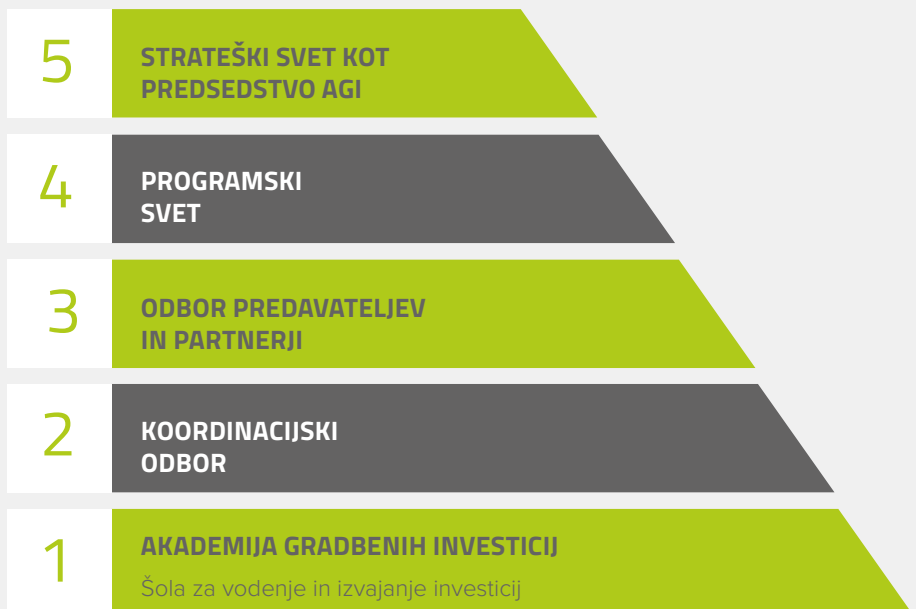 5
STRATEŠKI SVET KOT
PREDSEDSTVO AGI
4
PROGRAMSKI
SVET
3
ODBOR PREDAVATELJEV
IN PARTNERJI
2
KOORDINACIJSKI
ODBOR
1
AKADEMIJA GRADBENIH INVESTICIJ
Šola za vodenje in izvajanje investicij